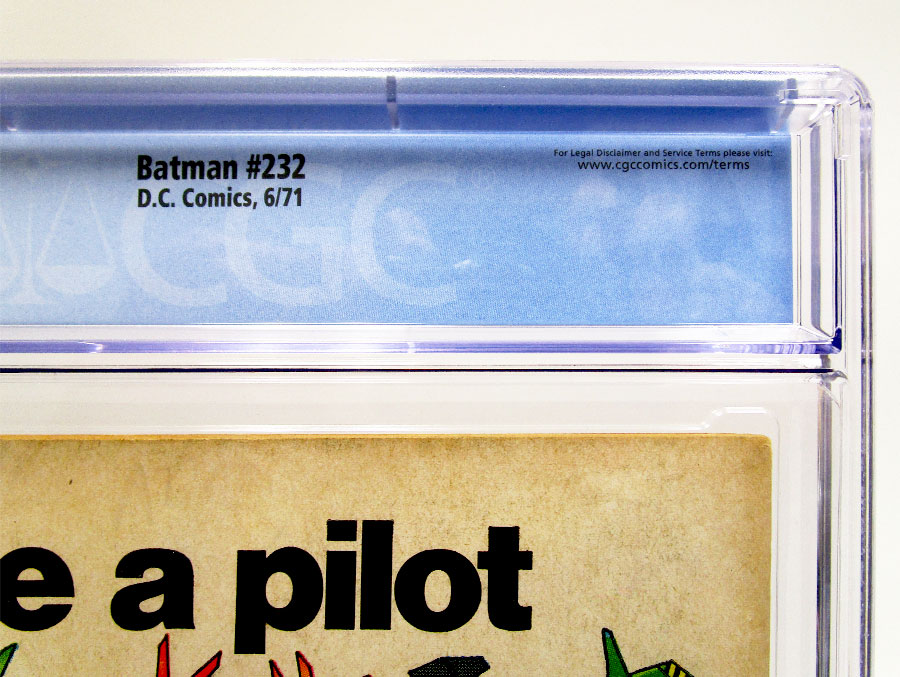 Batman #232
D.C. Comics, 6/71
For Legal Disclaimer and Service Terms please visit:
www.cgccomics.com/terms
CGC
e a pilot